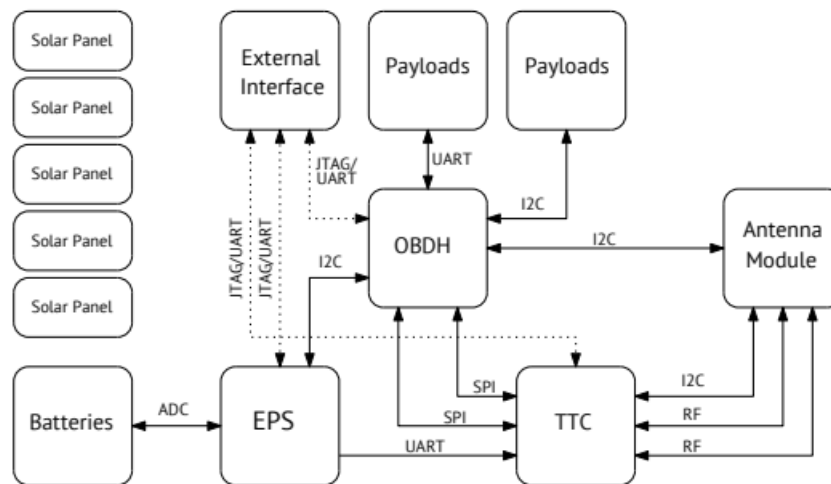 Solar Panel
Solar Panel
Solar Panel
Solar Panel
Solar Panel
External
Interface
Payloads
Payloads
JTAG/
UART
UART
I2C
OBDH
I2C
Antenna
Module
JTAG/UART
JTAG/UART
I2C
Batteries
ADC
EPS
SPI
SPI
UART
TTC
I2C
RF
RF